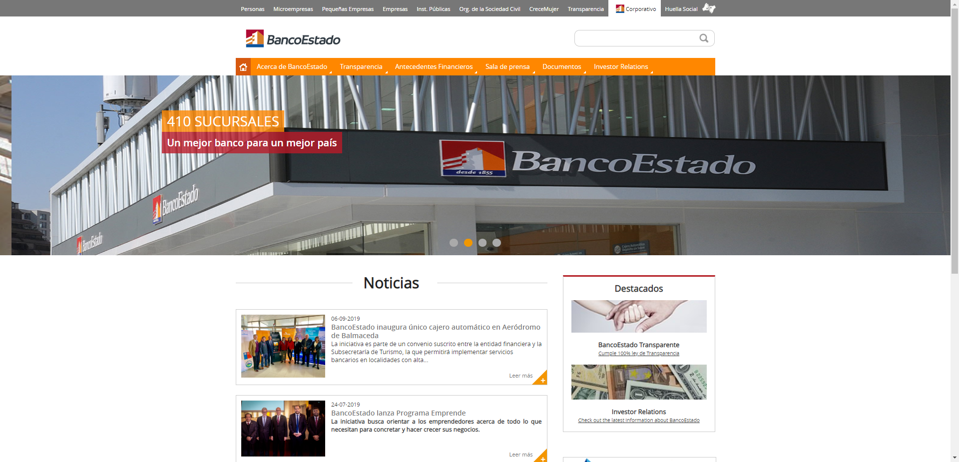 Personas Microempresas Pequeñas Empresas Empresas Inst. Públicas Org. de la Sociedad Civil CreceMujer Transparencia Corporativo Huella Social
BancoEstado
Acerca de BancoEstado Transparencia Antecedentes Financieros Sala de prensa Documentos Investor Relations
410 SUCURSALES
Un mejor banco para un mejor país
BancoEstado
desde 1855
BancoEstado
BancoEstado
Noticias
06-09-2019
BancoEstado inaugura único cajero automático en Aeródromo
de Balmaceda
La iniciativa es parte de un convenio suscrito entre la entidad financiera y la
Subsecretaría de Turismo, la que permitirá implementar servicios
bancarios en localidades con alta...
Leer más
24-07-2019
BancoEstado lanza Programa Emprende
La iniciativa busca orientar a los emprendedores acerca de todo lo que
necesitan para concretar y hacer crecer sus negocios.
Leer más
Destacados
BancoEstado Transparente
Cumple 100% ley de Transparencia
Investor Relations
Check out the latest information about BancoEstado